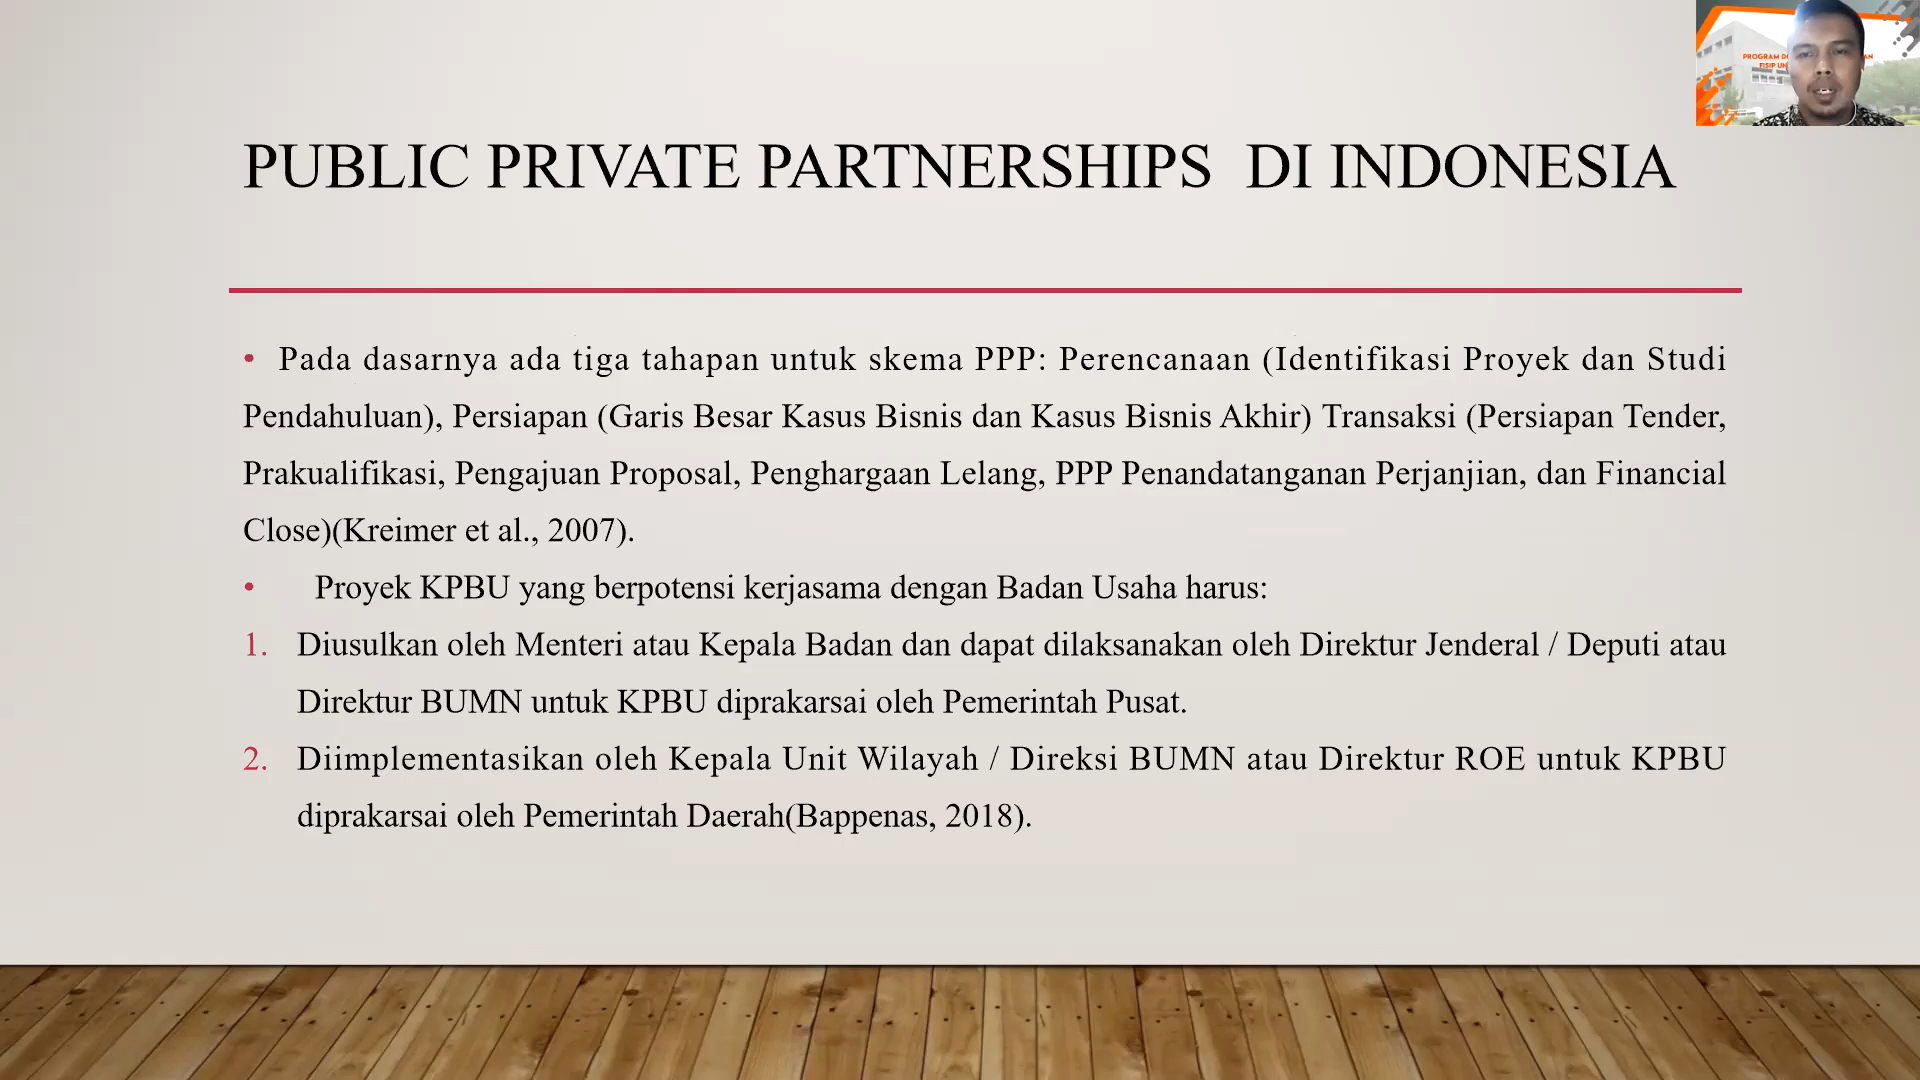 PROGRAM
FISIP
PUBLIC PRIVATE PARTNERSHIPS DI INDONESIA
• Pada dasarnya ada tiga tahapan untuk skema PPP: Perencanaan (Identifikasi Proyek dan Studi
Pendahuluan), Persiapan (Garis Besar Kasus Bisnis dan Kasus Bisnis Akhir) Transaksi (Persiapan Tender,
Prakualifikasi, Pengajuan Proposal, Penghargaan Lelang, PPP Penandatanganan Perjanjian, dan Financial
Close)(Kreimer et al., 2007).
• Proyek KPBU yang berpotensi kerjasama dengan Badan Usaha harus:
1. Diusulkan oleh Menteri atau Kepala Badan dan dapat dilaksanakan oleh Direktur Jenderal / Deputi atau
Direktur BUMN untuk KPBU diprakarsai oleh Pemerintah Pusat.
2. Diimplementasikan oleh Kepala Unit Wilayah / Direksi BUMN atau Direktur ROE untuk KPBU
diprakarsai oleh Pemerintah Daerah(Bappenas, 2018).